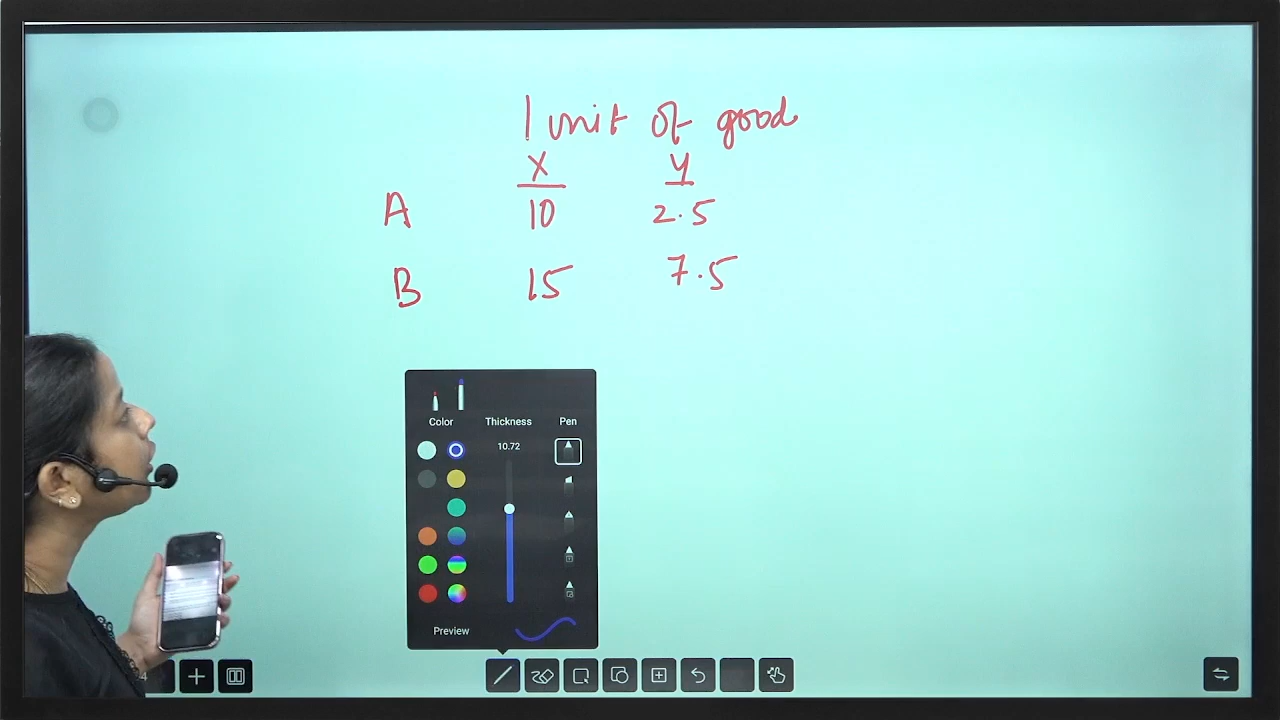 1 unit of good
X Y
A 10 2.5
B 15 7.5
Color Thickness Pen
10.72
Preview